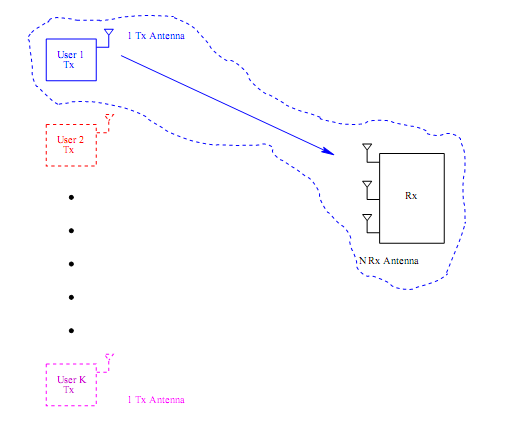 1 Tx Antenna
User 1
Tx
User 2
Tx
Rx
N Rx Antenna
User K
Tx
1 Tx Antenna